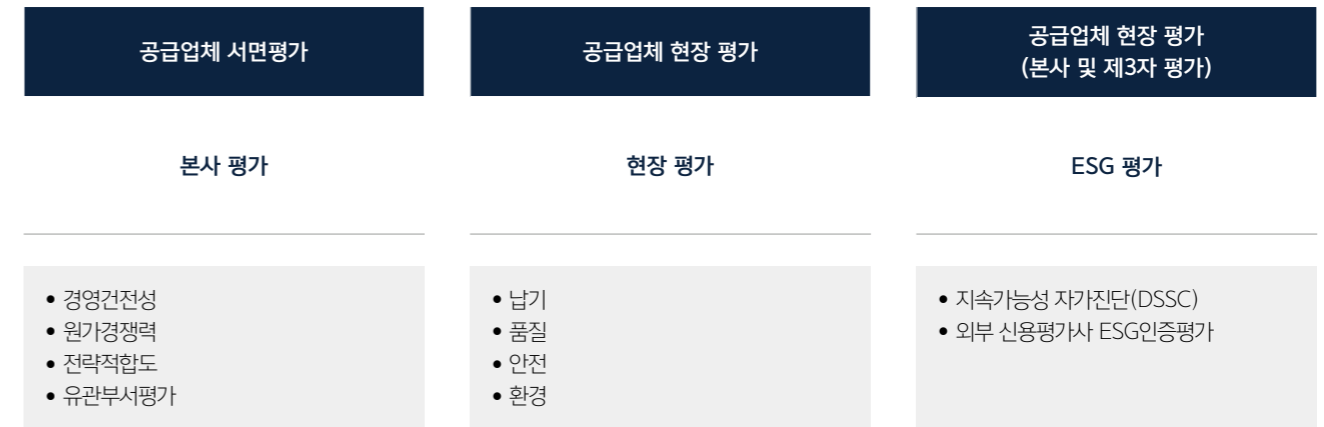 공급업체 서면평가
본사 평가
• 경영건전성
• 원가경쟁력
• 전략적합도
• 유관부서평가
공급업체 현장 평가
현장 평가
• 납기
• 품질
• 안전
• 환경
공급업체 현장 평가
(본사 및 제3자 평가)
ESG 평가
• 지속가능성 자가진단(DSSC)
• 외부 신용평가사 ESG인증평가